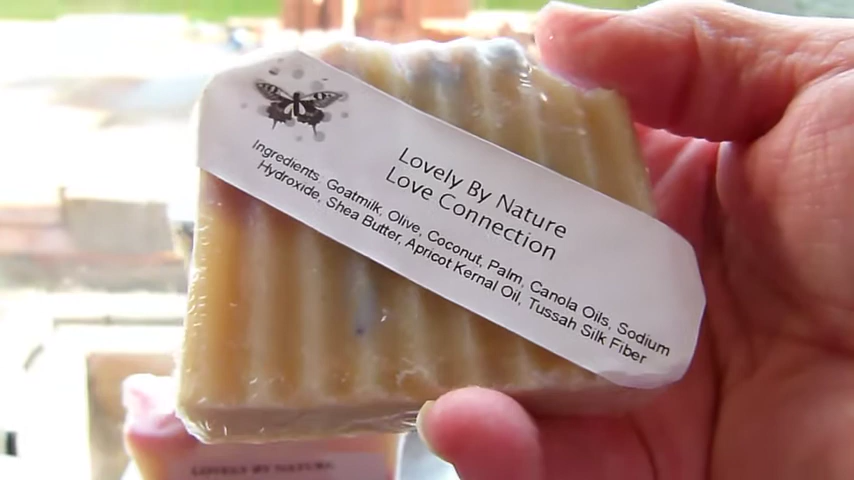 Lovely By Nature
Love Connection
Ingredients, Goatmilk, Olive, Coconut, Palm, Canola Oils, Sodium
Hydroxide, Shea Butter, Apricot Kernal Oil, Tussah Silk Fiber
LOVELY BY NATURE